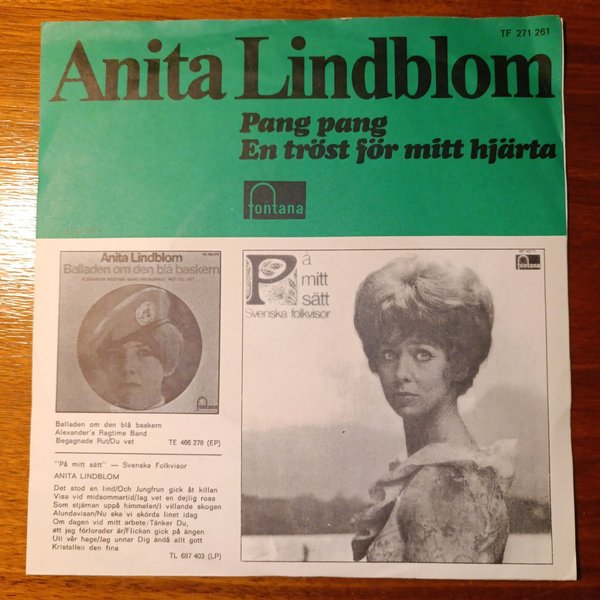 TF 271 261
Anita Lindblom
Pang pang
En tröst för mitt hjärta
fontana
Anita Lindblom
Balladen om den blå baskern
fontana
Balladen om den blå baskern
Alexander's Ragtime Band
Begagnade Rut/Du vet
TE 466 278 (EP)
"På mitt sätt" — Svenska Folkvisor
ANITA LINDBLOM
Det stod en lind/Och Jungfrun gick åt killan
Visa vid midsommartid/Jag vet en dejlig rosa
Som stjärnan uppå himmelen/I villande skogen
Alundavisan/Nu ska vi skörda linet idag
Om dagen vid mitt arbete/Tänker Du,
att jag förlorader är/Flickan gick på ängen
Uti vår hage/Jag unnar Dig ändå allt gott
Kristallen den fina
TL 687 403 (LP)
På
mitt
sätt
Svenska folkvisor
fontana